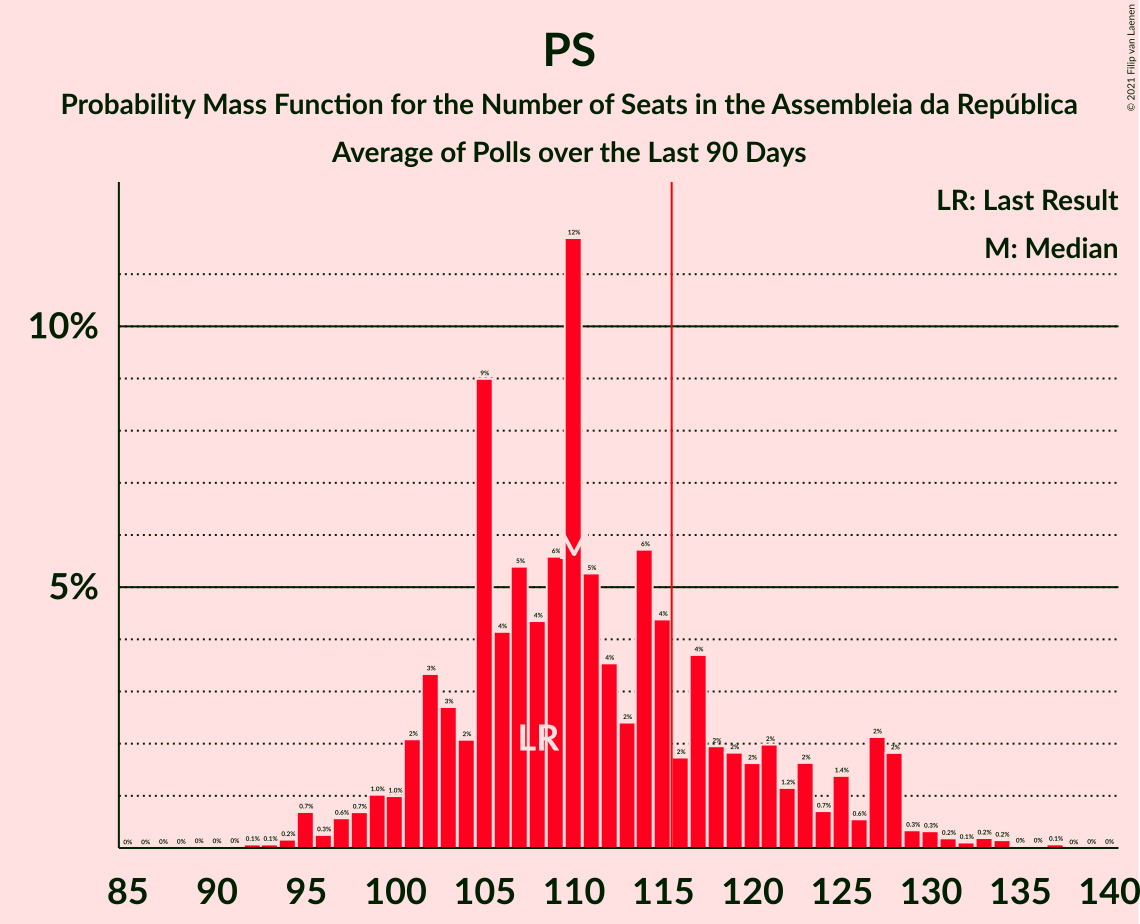 PS
Probability Mass Function for the Number of Seats in the Assembleia da República
Average of Polls over the Last 90 Days
© 2021 Filip van Laenen
LR: Last Result
M: Median
10%
5%
0% 0% 0% 0% 0% 0% 0% 0.1% 0.1% 0.2% 0.7% 0.3% 0.6% 0.7% 1.0% 1.0% 2% 3% 3% 2% 9% 4% 5% 4% 6% 12% 5% 4% 2% 6% 4% 2% 4% 2% 2% 2% 2% 1.2% 2% 0.7% 1.4% 0.6% 2% 2% 0.3% 0.3% 0.2% 0.1% 0.2% 0.2% 0% 0% 0.1% 0% 0% 0%
M
LR
85 90 95 100 105 110 115 120 125 130 135 140